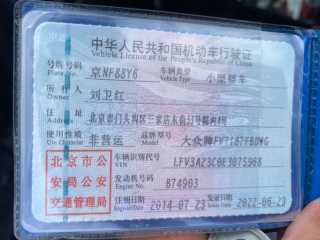 中华人民共和国机动车行驶证
Vehicle License of the People's Republic of China
号牌号码 京NF88Y6 车辆类型 小型轿车
Plate No. Vehicle Type
所有人 刘卫红
Owner
住址 北京市门头沟区三家店东街
Address
使用性质 非营运 品牌型号 大众牌FV7187FBDWG
Use Character Model
北京市公 车辆识别代号 LFV3A23C0E3075968
VIN
安局公安 发动机号码 B74903
Engine No.
交通管理局 注册日期 2014-07-23 发证日期 2022-06-29
Register Date Issue Date